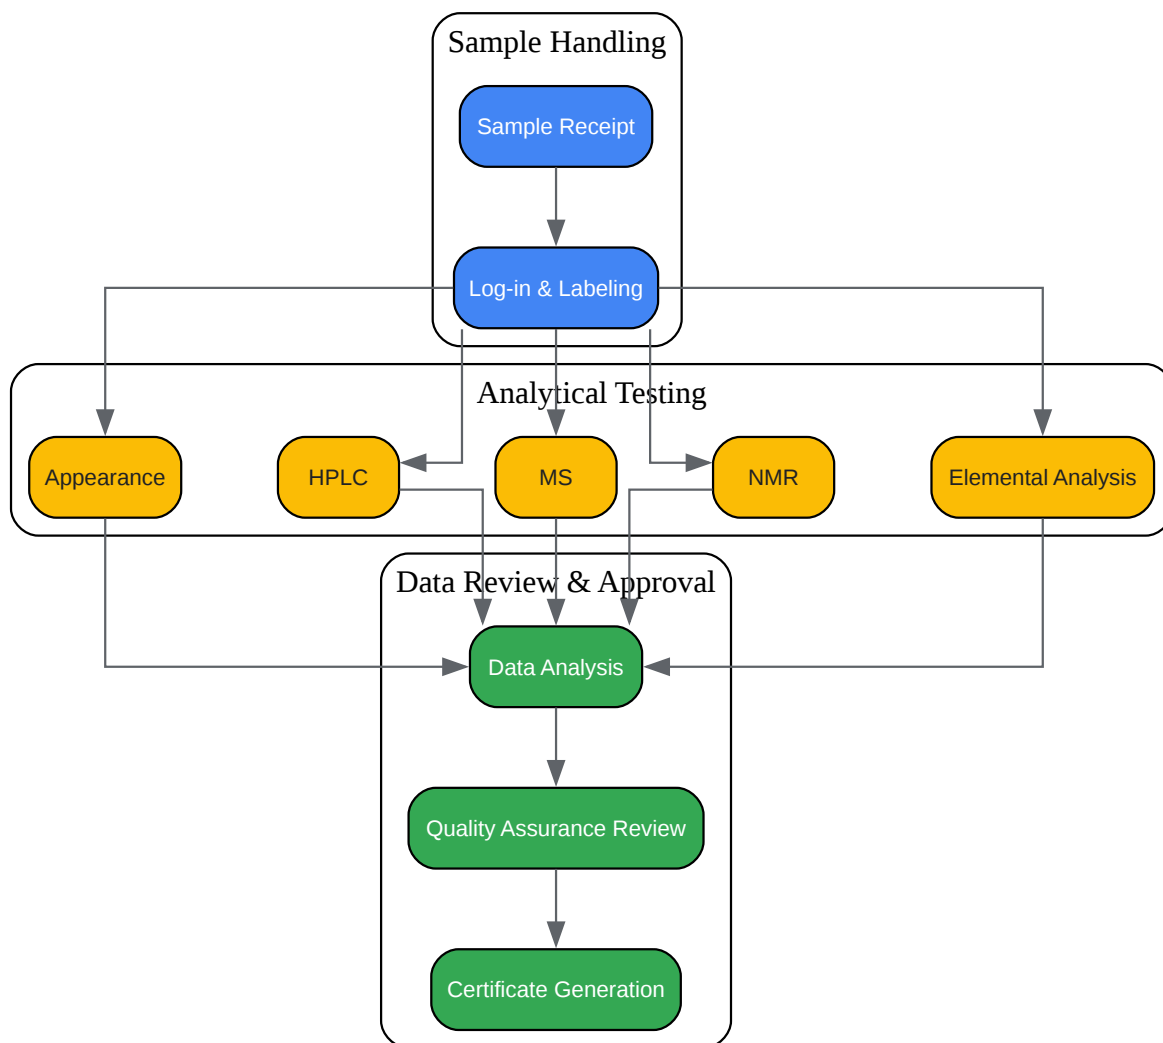 Sample Handling
Sample Receipt
Log-in & Labeling
Analytical Testing
Appearance
HPLC
MS
NMR
Elemental Analysis
Data Review & Approval
Data Analysis
Quality Assurance Review
Certificate Generation